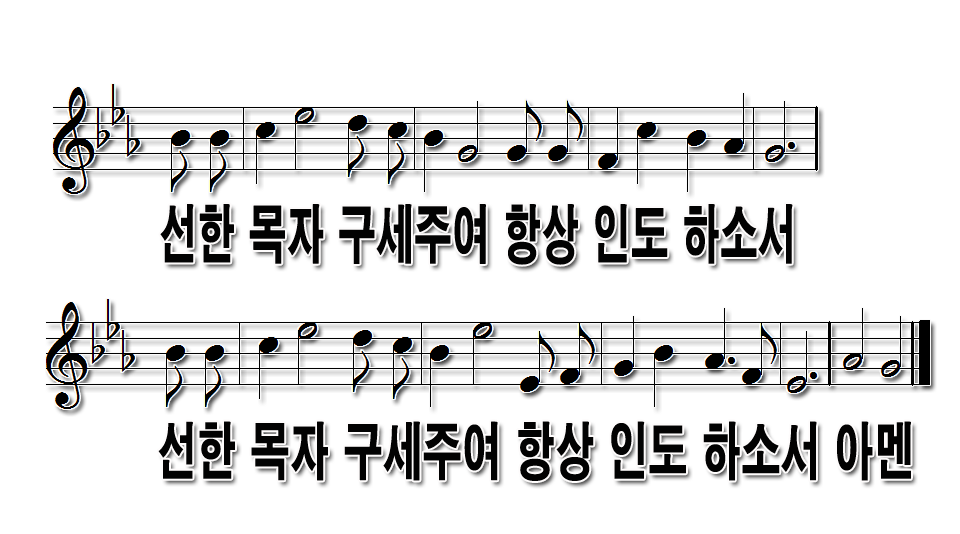 선한 목자 구세주여 항상 인도 하소서
선한 목자 구세주여 항상 인도 하소서 아멘